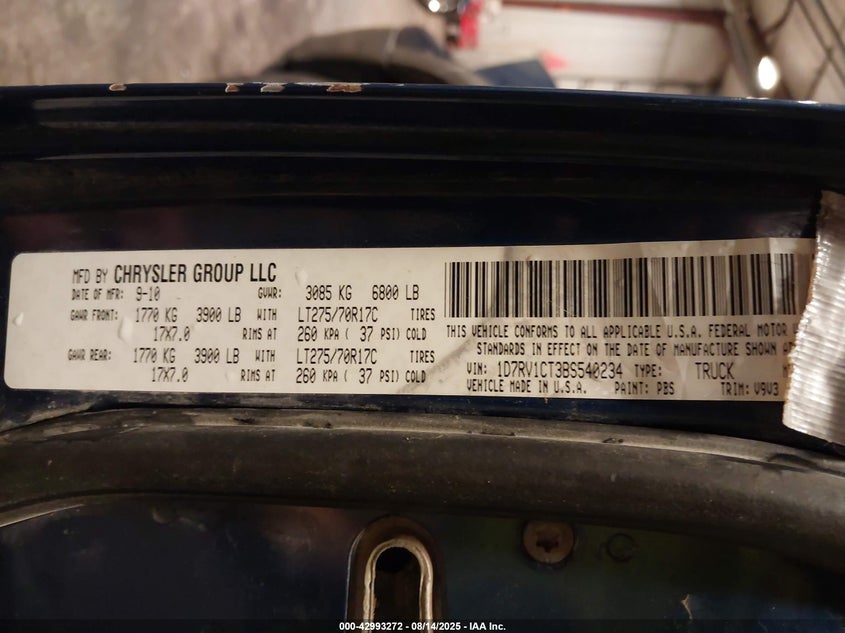 MFD BY CHRYSLER GROUP LLC
DATE OF MFR: 9-10 GVWR: 3085 KG 6800 LB
GAWR FRONT: 1770 KG 3900 LB WITH LT275/70R17C TIRES
17X7.0 RIMS AT 260 KPA ( 37 PSI) COLD
GAWR REAR: 1770 KG 3900 LB WITH LT275/70R17C TIRES
17X7.0 RIMS AT 260 KPA ( 37 PSI) COLD
THIS VEHICLE CONFORMS TO ALL APPLICABLE U.S.A. FEDERAL MOTOR
STANDARDS IN EFFECT ON THE DATE OF MANUFACTURE SHOWN
VIN: 1D7RV1CT3BS540234 TYPE: TRUCK
VEHICLE MADE IN U.S. PAINT: PBS TRIM: V9V3
000-42993272 - 08/14/2025 - IAA Inc.